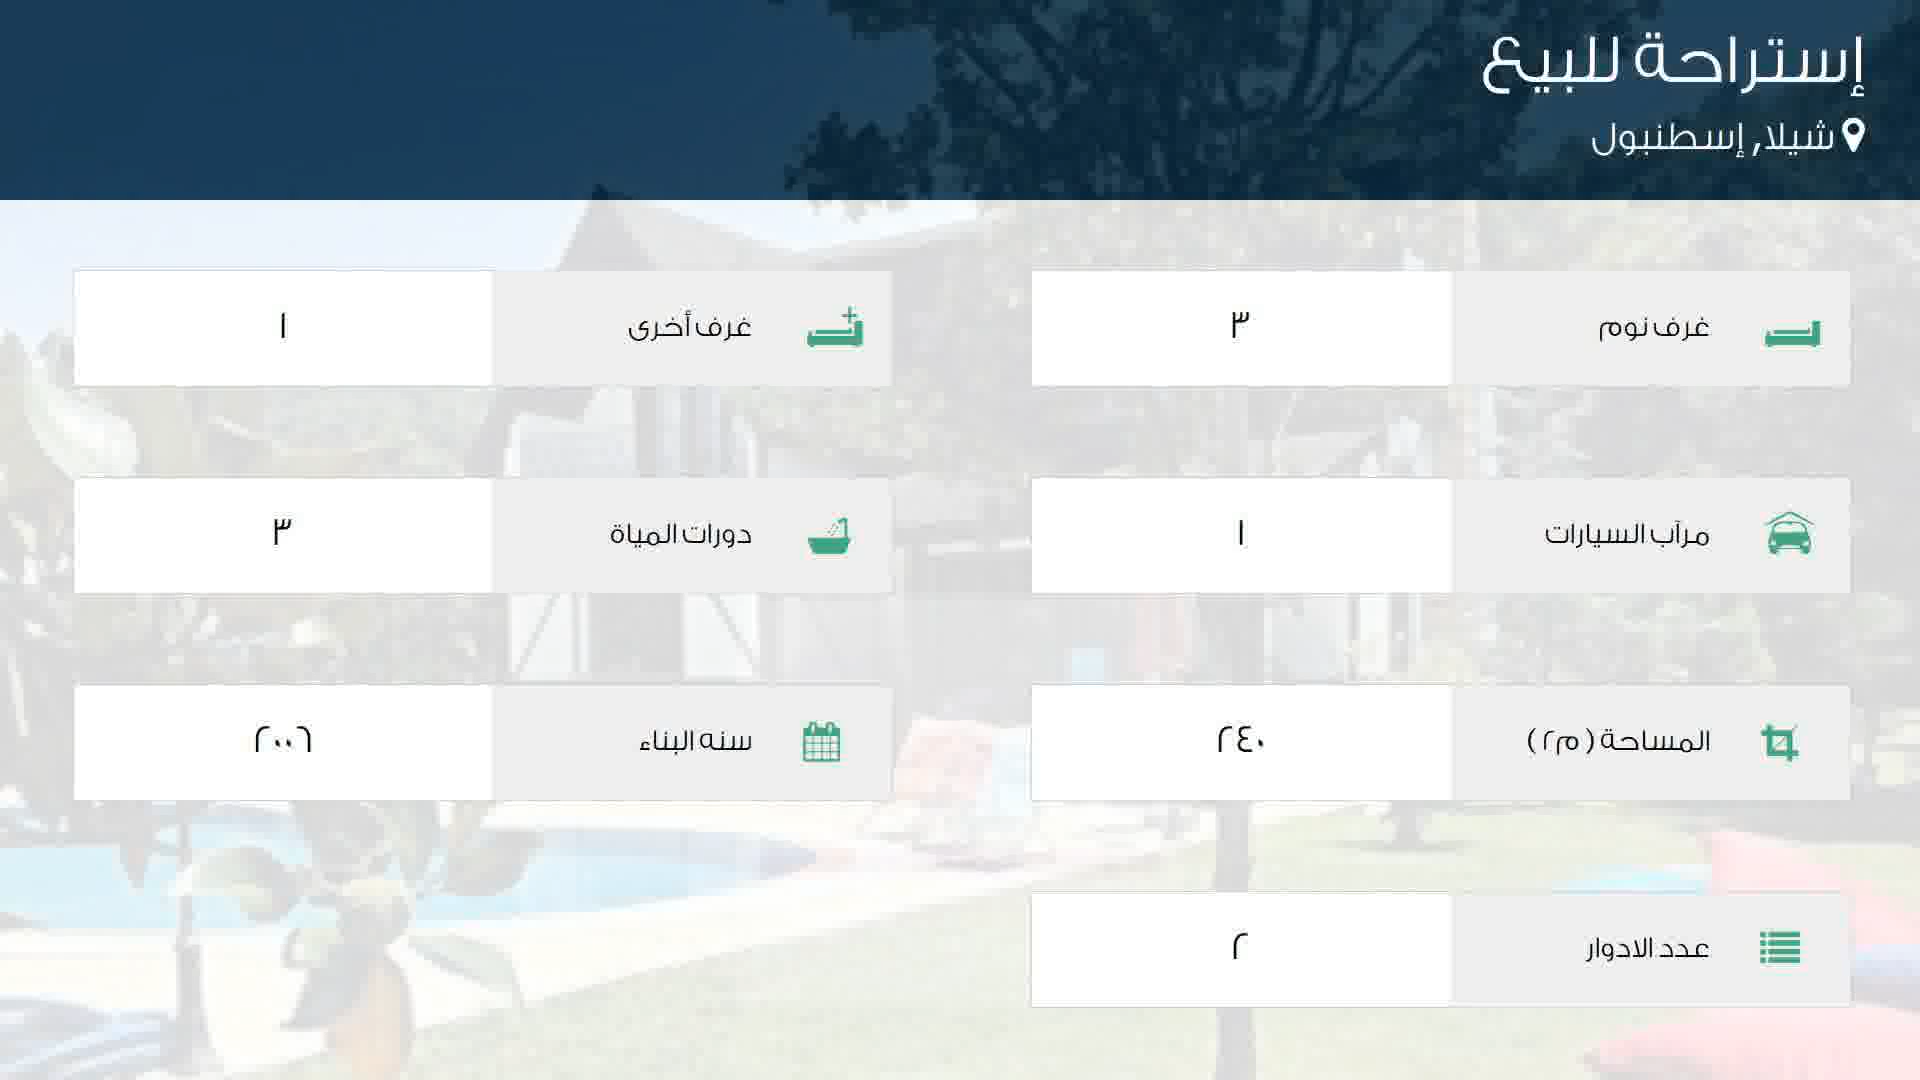 إستراحة للبيع
شيلا, إسطنبول
غرف نوم
٣
غرف أخرى
١
مرآب السيارات
١
دورات المياة
٣
المساحة ( م٢ )
٢٤٠
سنه البناء
٢٠٠٦
عدد الادوار
٢